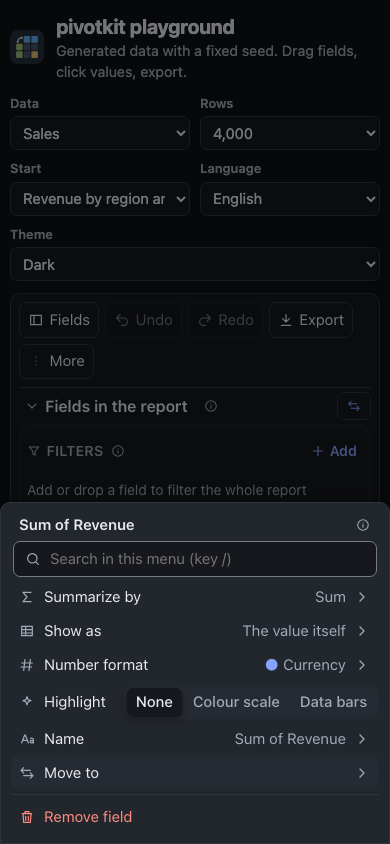 pivotkit playground
Generated data with a fixed seed. Drag fields,
click values, export.
Data
Rows
Sales
4,000
Start
Language
Revenue by region ar
English
Theme
Dark
Fields
Undo
Redo
Export
More
Fields in the report
FILTERS
+ Add
Add or drop a field to filter the whole report
Sum of Revenue
Search in this menu (key /)
Summarize by Sum
Show as The value itself
Number format Currency
Highlight None Colour scale Data bars
Aa Name Sum of Revenue
Move to
Remove field